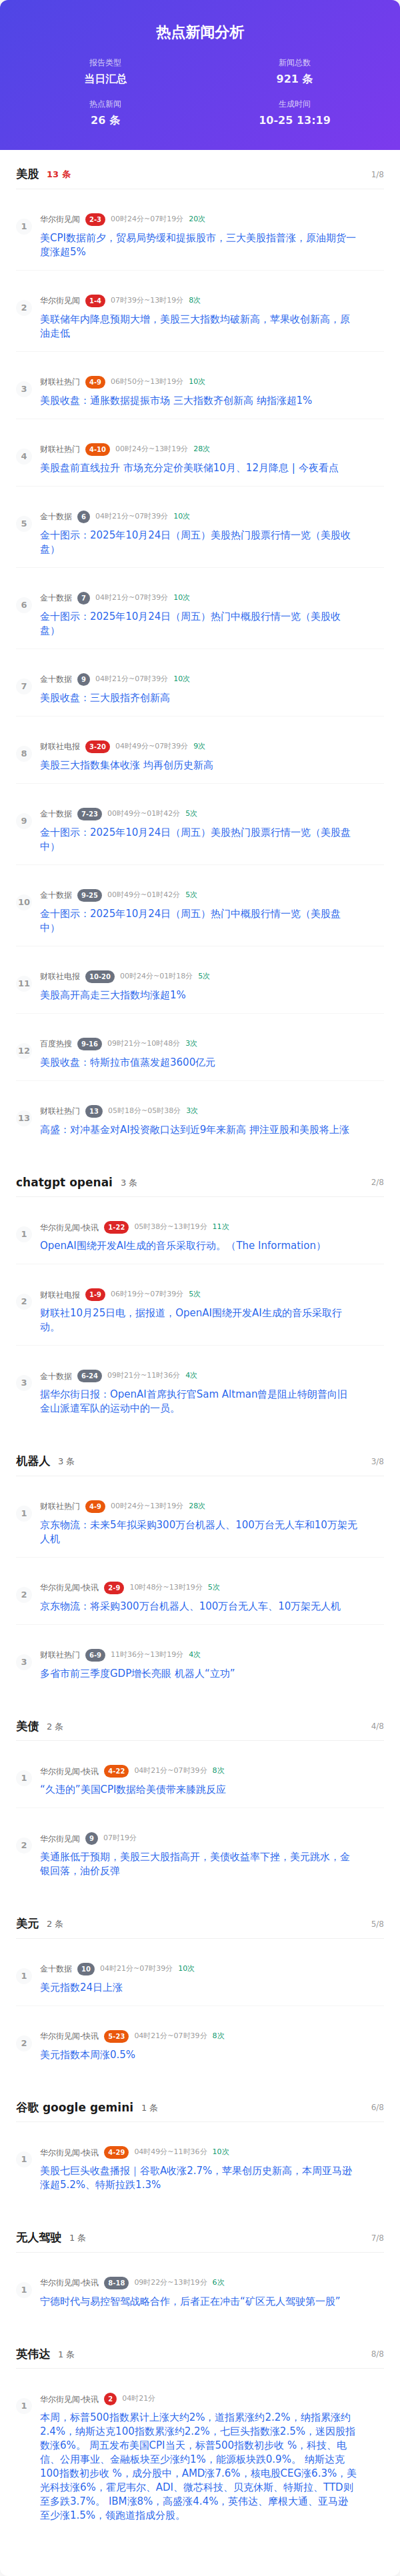 热点新闻分析
报告类型
当日汇总
新闻总数
921 条
热点新闻
26 条
生成时间
10-25 13:19
美股 13 条 1/8
1 华尔街见闻 2-3 00时24分~07时19分 20次
美CPI数据前夕，贸易局势缓和提振股市，三大美股指普涨，原油期货一
度涨超5%
2 华尔街见闻 1-4 07时39分~13时19分 8次
美联储年内降息预期大增，美股三大指数均破新高，苹果收创新高，原
油走低
3 财联社热门 4-9 06时50分~13时19分 10次
美股收盘：通胀数据提振市场 三大指数齐创新高 纳指涨超1%
4 财联社热门 4-10 00时24分~13时19分 28次
美股盘前直线拉升 市场充分定价美联储10月、12月降息 | 今夜看点
5 金十数据 6 04时21分~07时39分 10次
金十图示：2025年10月24日（周五）美股热门股票行情一览（美股收
盘）
6 金十数据 7 04时21分~07时39分 10次
金十图示：2025年10月24日（周五）热门中概股行情一览（美股收
盘）
7 金十数据 9 04时21分~07时39分 10次
美股收盘：三大股指齐创新高
8 财联社电报 3-20 04时49分~07时39分 9次
美股三大指数集体收涨 均再创历史新高
9 金十数据 7-23 00时49分~01时42分 5次
金十图示：2025年10月24日（周五）美股热门股票行情一览（美股盘
中）
10 金十数据 9-25 00时49分~01时42分 5次
金十图示：2025年10月24日（周五）热门中概股行情一览（美股盘
中）
11 财联社电报 10-20 00时24分~01时18分 5次
美股高开高走三大指数均涨超1%
12 百度热搜 9-16 09时21分~10时48分 3次
美股收盘：特斯拉市值蒸发超3600亿元
13 财联社热门 13 05时18分~05时38分 3次
高盛：对冲基金对AI投资敞口达到近9年来新高 押注亚股和美股将上涨
chatgpt openai 3 条 2/8
1 华尔街见闻-快讯 1-22 05时38分~13时19分 11次
OpenAI围绕开发AI生成的音乐采取行动。（The Information）
2 财联社电报 1-9 06时19分~07时39分 5次
财联社10月25日电，据报道，OpenAI围绕开发AI生成的音乐采取行
动。
3 金十数据 6-24 09时21分~11时36分 4次
据华尔街日报：OpenAI首席执行官Sam Altman曾是阻止特朗普向旧
金山派遣军队的运动中的一员。
机器人 3 条 3/8
1 财联社热门 4-9 00时24分~13时19分 28次
京东物流：未来5年拟采购300万台机器人、100万台无人车和10万架无
人机
2 华尔街见闻-快讯 2-9 10时48分~13时19分 5次
京东物流：将采购300万台机器人、100万台无人车、10万架无人机
3 财联社热门 6-9 11时36分~13时19分 4次
多省市前三季度GDP增长亮眼 机器人“立功”
美债 2 条 4/8
1 华尔街见闻-快讯 4-22 04时21分~07时39分 8次
“久违的”美国CPI数据给美债带来膝跳反应
2 华尔街见闻 9 07时19分
美通胀低于预期，美股三大股指高开，美债收益率下挫，美元跳水，金
银回落，油价反弹
美元 2 条 5/8
1 金十数据 10 04时21分~07时39分 10次
美元指数24日上涨
2 华尔街见闻-快讯 5-23 04时21分~07时39分 8次
美元指数本周涨0.5%
谷歌 google gemini 1 条 6/8
1 华尔街见闻-快讯 4-29 04时49分~11时36分 10次
美股七巨头收盘播报｜谷歌A收涨2.7%，苹果创历史新高，本周亚马逊
涨超5.2%、特斯拉跌1.3%
无人驾驶 1 条 7/8
1 华尔街见闻-快讯 8-18 09时22分~13时19分 6次
宁德时代与易控智驾战略合作，后者正在冲击“矿区无人驾驶第一股”
英伟达 1 条 8/8
1 华尔街见闻-快讯 2 04时21分
本周，标普500指数累计上涨大约2%，道指累涨约2.2%，纳指累涨约
2.4%，纳斯达克100指数累涨约2.2%，七巨头指数涨2.5%，迷因股指
数涨6%。 周五发布美国CPI当天，标普500指数初步收 %，科技、电
信、公用事业、金融板块至少涨约1%，能源板块跌0.9%。 纳斯达克
100指数初步收 %，成分股中，AMD涨7.6%，核电股CEG涨6.3%，美
光科技涨6%，霍尼韦尔、ADI、微芯科技、贝克休斯、特斯拉、TTD则
至多跌3.7%。 IBM涨8%，高盛涨4.4%，英伟达、摩根大通、亚马逊
至少涨1.5%，领跑道指成分股。